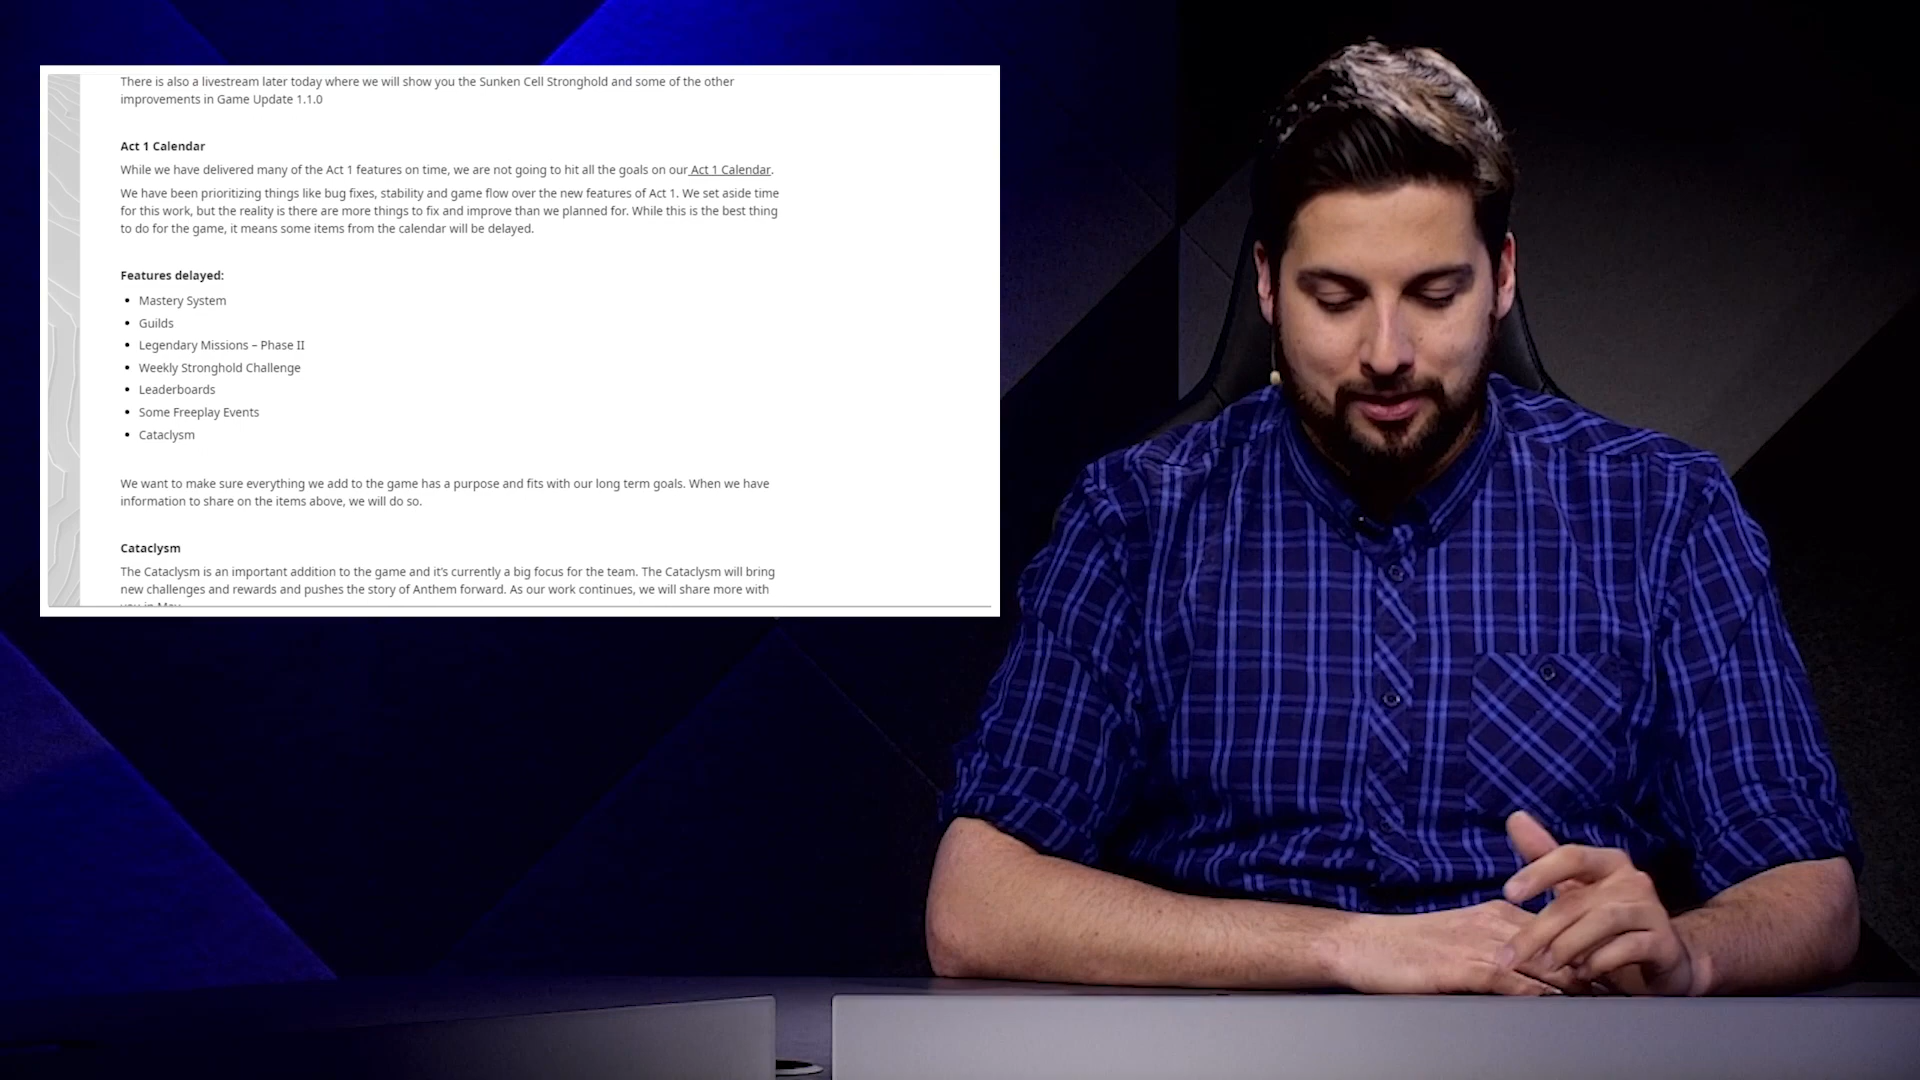 There is also a livestream later today where we will show you the Sunken Cell Stronghold and some of the other
improvements in Game Update 1.1.0
Act 1 Calendar
While we have delivered many of the Act 1 features on time, we are not going to hit all the goals on our Act 1 Calendar.
We have been prioritizing things like bug fixes, stability and game flow over the new features of Act 1. We set aside time
for this work, but the reality is there are more things to fix and improve than we planned for. While this is the best thing
to do for the game, it means some items from the calendar will be delayed.
Features delayed:
• Mastery System
• Guilds
• Legendary Missions – Phase II
• Weekly Stronghold Challenge
• Leaderboards
• Some Freeplay Events
• Cataclysm
We want to make sure everything we add to the game has a purpose and fits with our long term goals. When we have
information to share on the items above, we will do so.
Cataclysm
The Cataclysm is an important addition to the game and it's currently a big focus for the team. The Cataclysm will bring
new challenges and rewards and pushes the story of Anthem forward. As our work continues, we will share more with
you in May